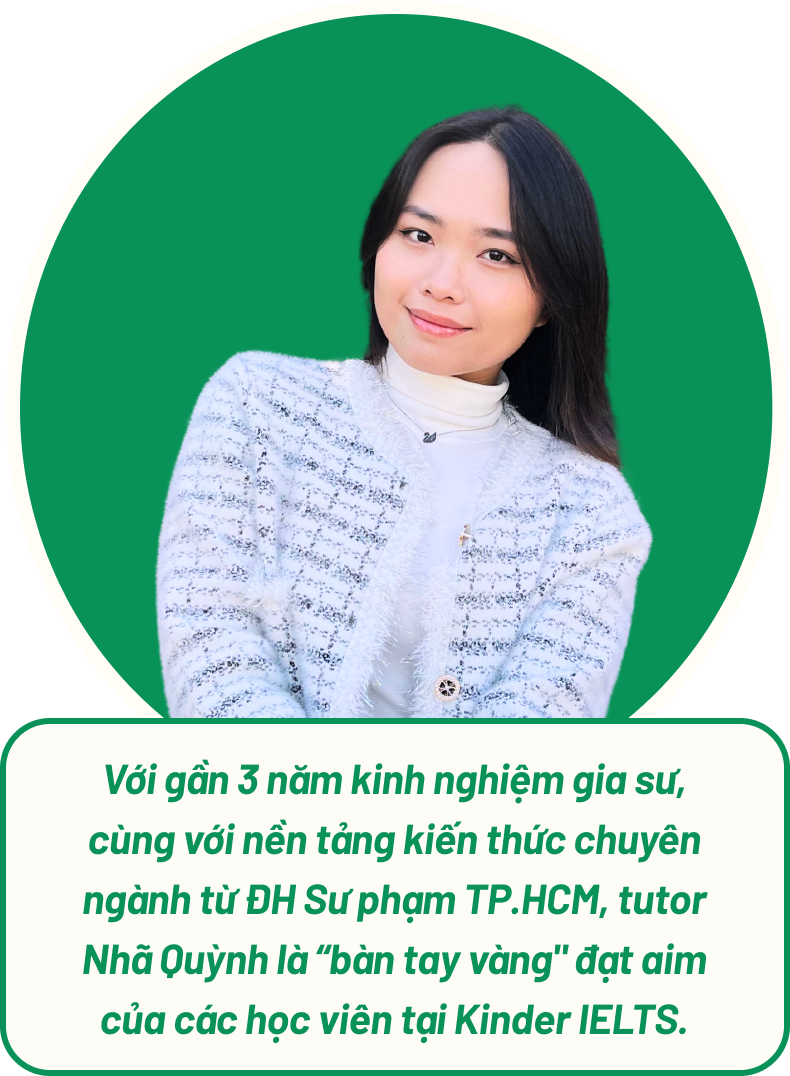 Với gần 3 năm kinh nghiệm gia sư,
cùng với nền tảng kiến thức chuyên
ngành từ ĐH Sư phạm TP.HCM, tutor
Nhã Quỳnh là “bàn tay vàng" đạt aim
của các học viên tại Kinder IELTS.